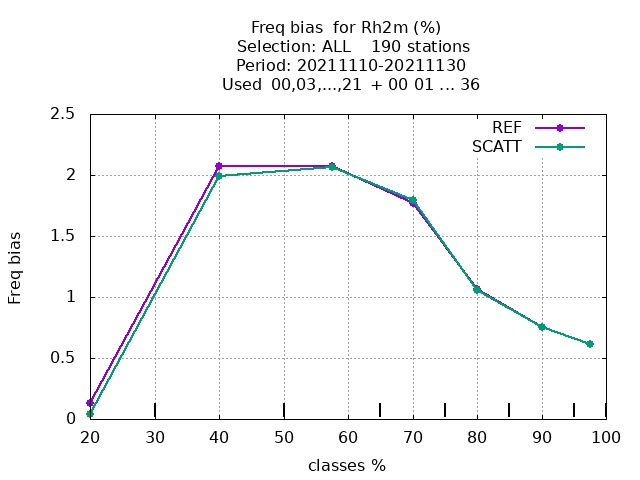 Freq bias  for Rh2m (%)
Selection: ALL    190 stations
Period: 20211110-20211130
Used  00,03,...,21  + 00 01 ... 36
2.5
REF
SCATT
2
1.5
Freq bias
1
0.5
0
20 30 40 50 60 70 80 90 100
classes %